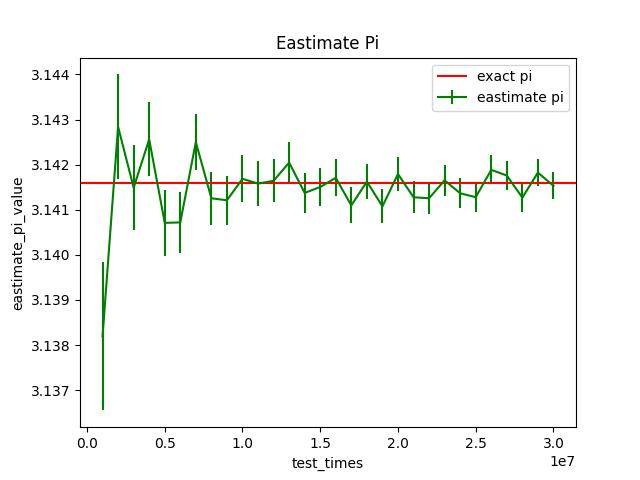 Eastimate Pi
exact pi
eastimate pi
3.144
3.143
3.142
3.141
3.140
3.139
3.138
3.137
eastimate_pi_value
0.0 0.5 1.0 1.5 2.0 2.5 3.0
test_times
1e7